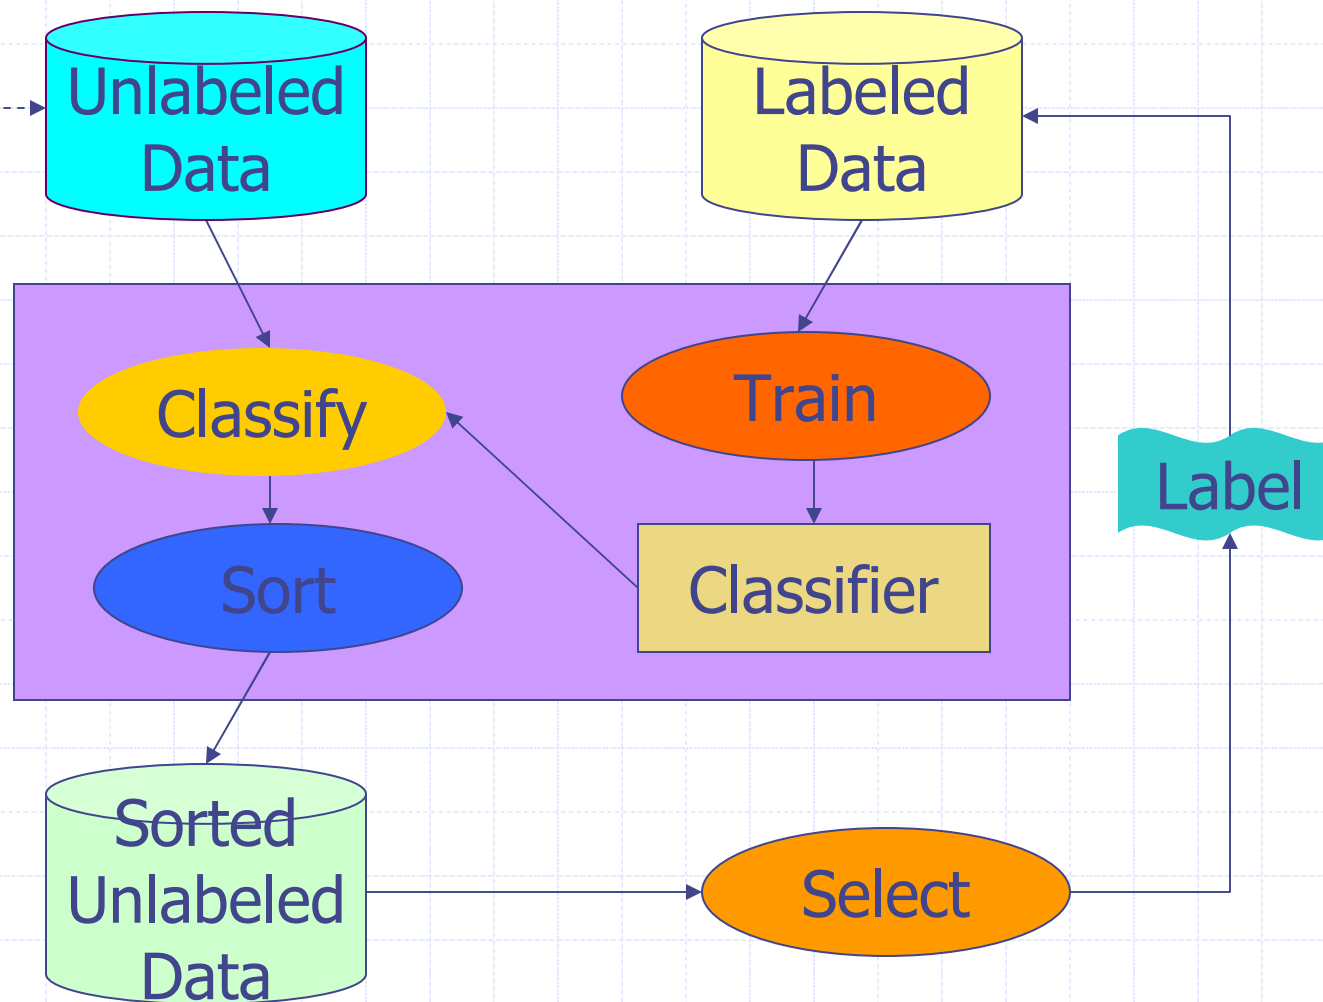 Unlabeled
Data
Labeled
Data
Classify
Train
Sort
Classifier
Label
Sorted
Unlabeled
Data
Select